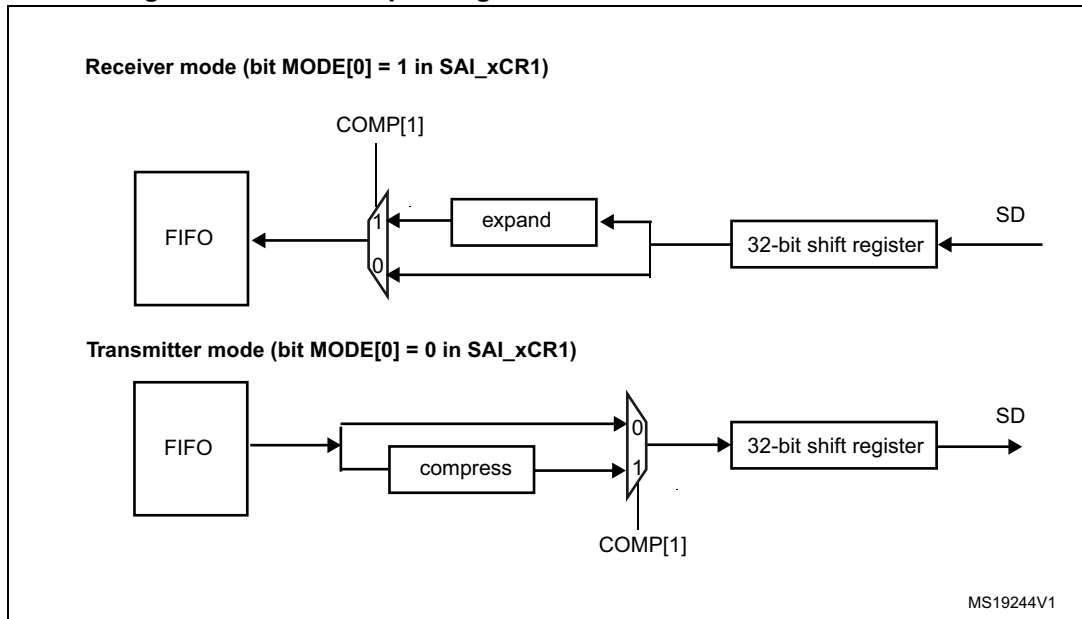 Receiver mode (bit MODE[0] = 1 in SAI_xCR1)
COMP[1]
FIFO
1
0
expand
32-bit shift register
SD
Transmitter mode (bit MODE[0] = 0 in SAI_xCR1)
FIFO
compress
0
1
32-bit shift register
SD
COMP[1]
MS19244V1